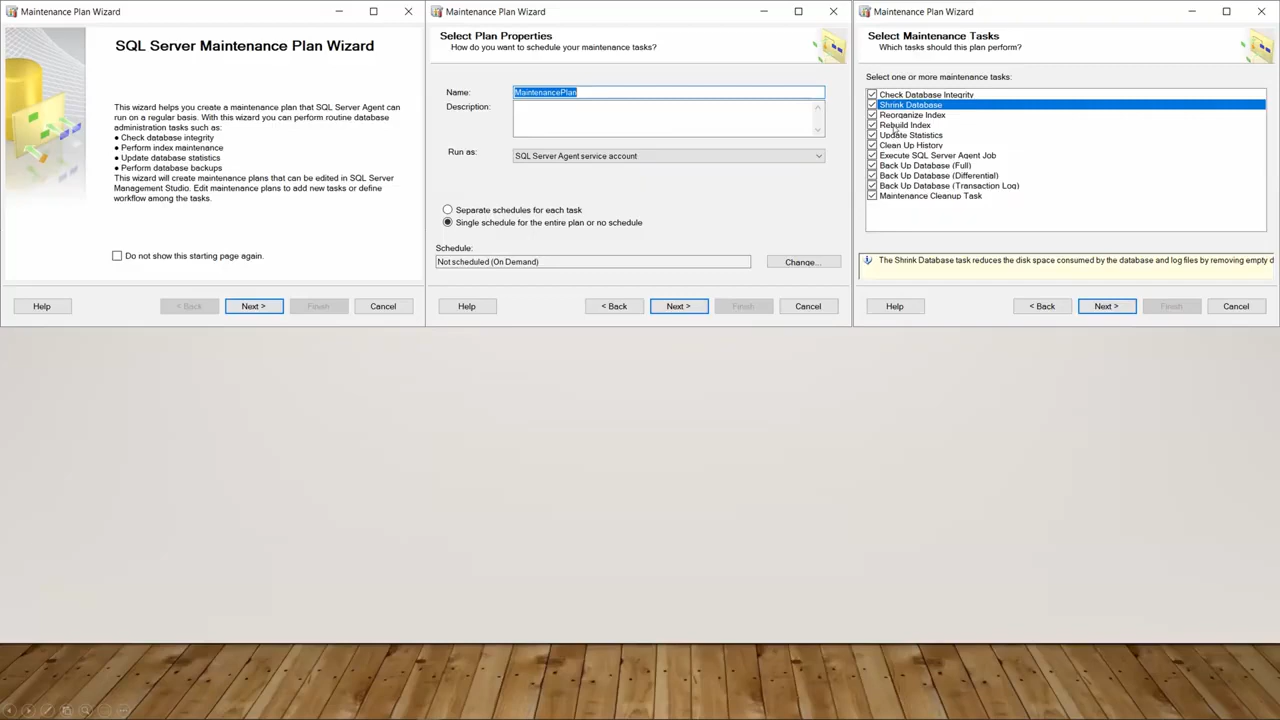 Maintenance Plan Wizard
SQL Server Maintenance Plan Wizard
This wizard helps you create a maintenance plan that SQL Server Agent can
run on a regular basis. With this wizard you can perform routine database
administration tasks such as:
● Check database integrity
● Perform index maintenance
● Update database statistics
● Perform database backups
This wizard will create maintenance plans that can be edited in SQL Server
Management Studio. Edit maintenance plans to add new tasks or define
workflow among the tasks.
Do not show this starting page again.
Help
< Back
Next >
Finish
Cancel
Maintenance Plan Wizard
Select Plan Properties
How do you want to schedule your maintenance tasks?
Name:
MaintenancePlan
Description:
Run as:
SQL Server Agent service account
Separate schedules for each task
Single schedule for the entire plan or no schedule
Schedule:
Not scheduled (On Demand)
Change...
Help
< Back
Next >
Finish
Cancel
Maintenance Plan Wizard
Select Maintenance Tasks
Which tasks should this plan perform?
Select one or more maintenance tasks:
Check Database Integrity
Shrink Database
Reorganize Index
Rebuild Index
Update Statistics
Clean Up History
Execute SQL Server Agent Job
Back Up Database (Full)
Back Up Database (Differential)
Back Up Database (Transaction Log)
Maintenance Cleanup Task
The Shrink Database task reduces the disk space consumed by the database and log files by removing empty d
Help
< Back
Next >
Finish
Cancel